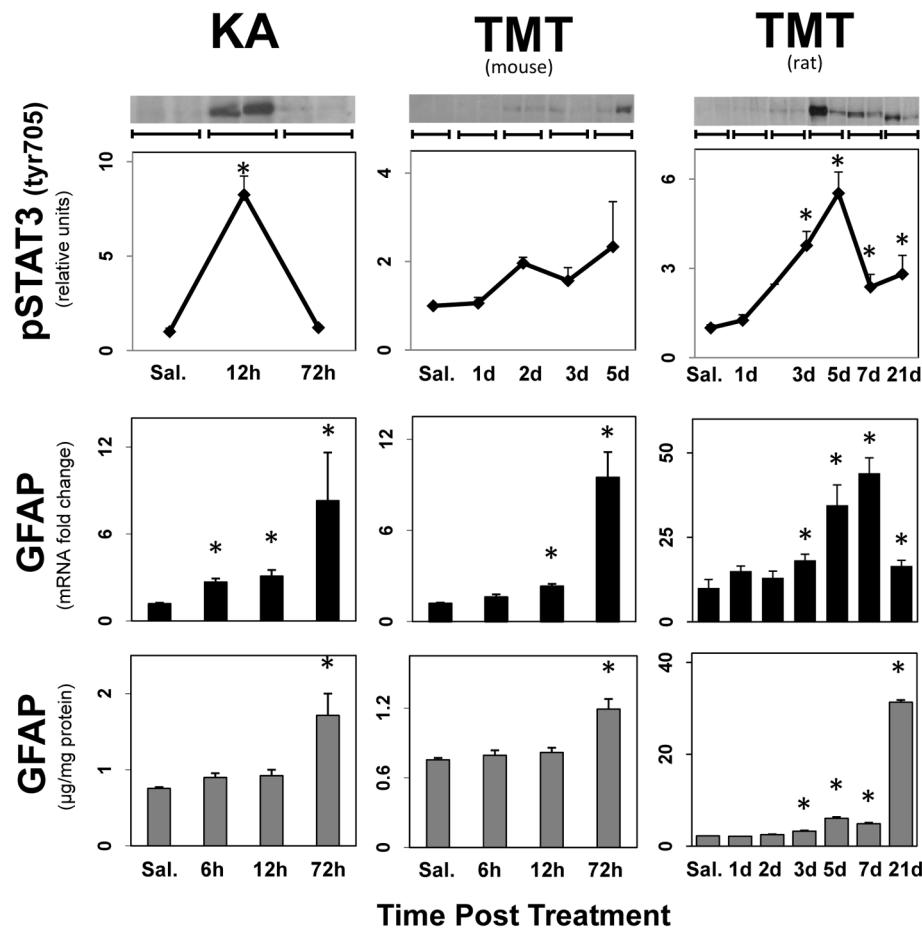 KA
TMT
(mouse)
TMT
(rat)
pSTAT3 (tyr705)
(relative units)
10
5
0
*
Sal. 12h 72h
4
2
0
Sal. 1d 2d 3d 5d
6
3
0
* * * *
Sal. 1d 3d 5d 7d 21d
GFAP
(mRNA fold change)
12
6
0
* * *
12
6
0
* *
50
25
0
* * * *
GFAP
(µg/mg protein)
2
1
0
*
Sal. 6h 12h 72h
1.2
0.6
0
*
Sal. 6h 12h 72h
40
20
0
* * * *
Sal. 1d 2d 3d 5d 7d 21d
Time Post Treatment